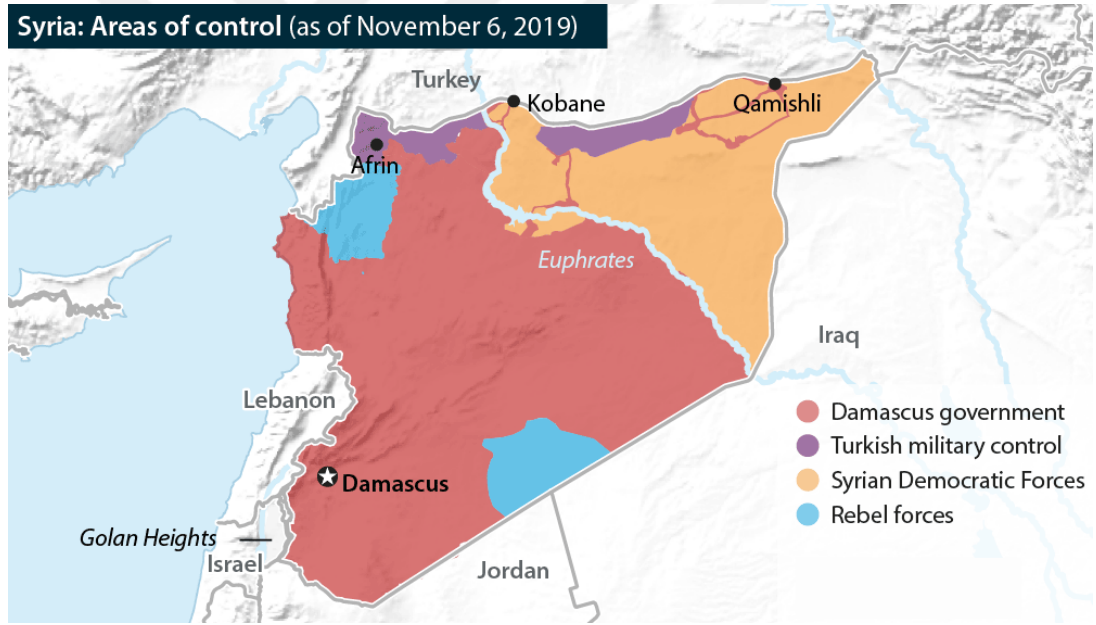 Syria: Areas of control (as of November 6, 2019)
Turkey
Kobane
Qamishli
Afrin
Euphrates
Iraq
Lebanon
Damascus government
Turkish military control
Syrian Democratic Forces
Rebel forces
Damascus
Golan Heights
Israel
Jordan